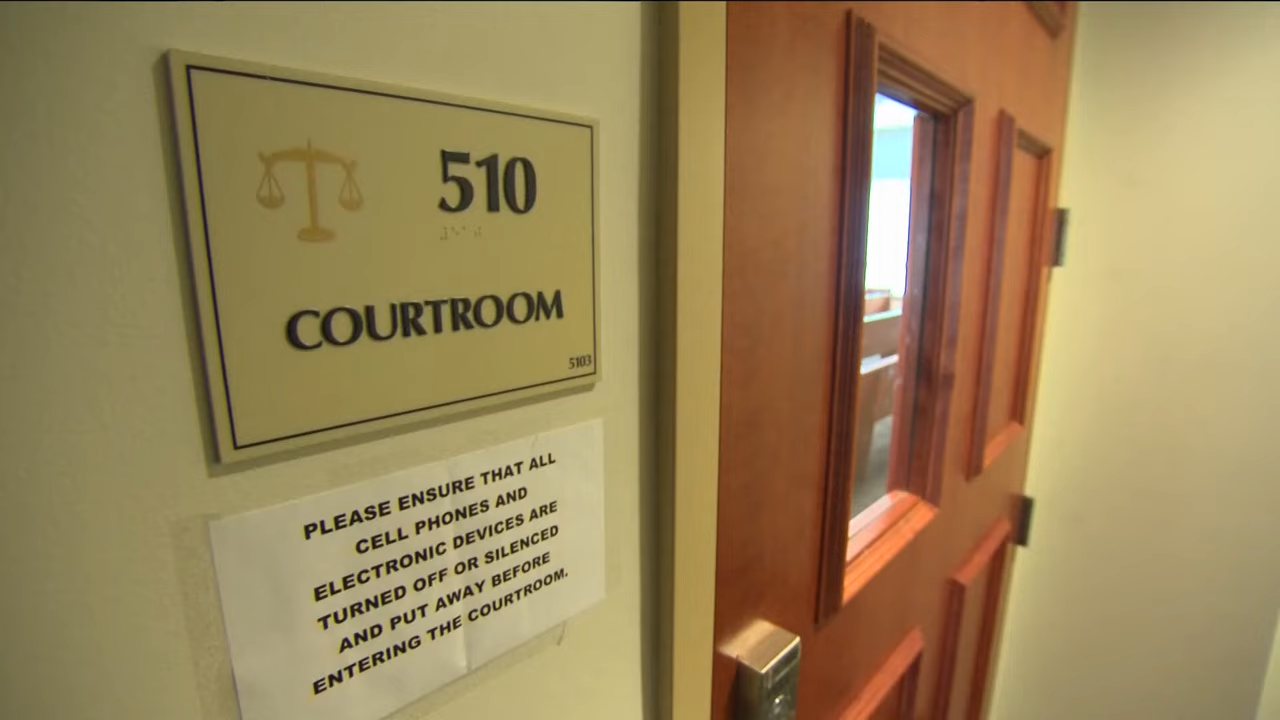 510
COURTROOM
5103
PLEASE ENSURE THAT ALL
CELL PHONES AND
ELECTRONIC DEVICES ARE
TURNED OFF OR SILENCED
AND PUT AWAY BEFORE
ENTERING THE COURTROOM.